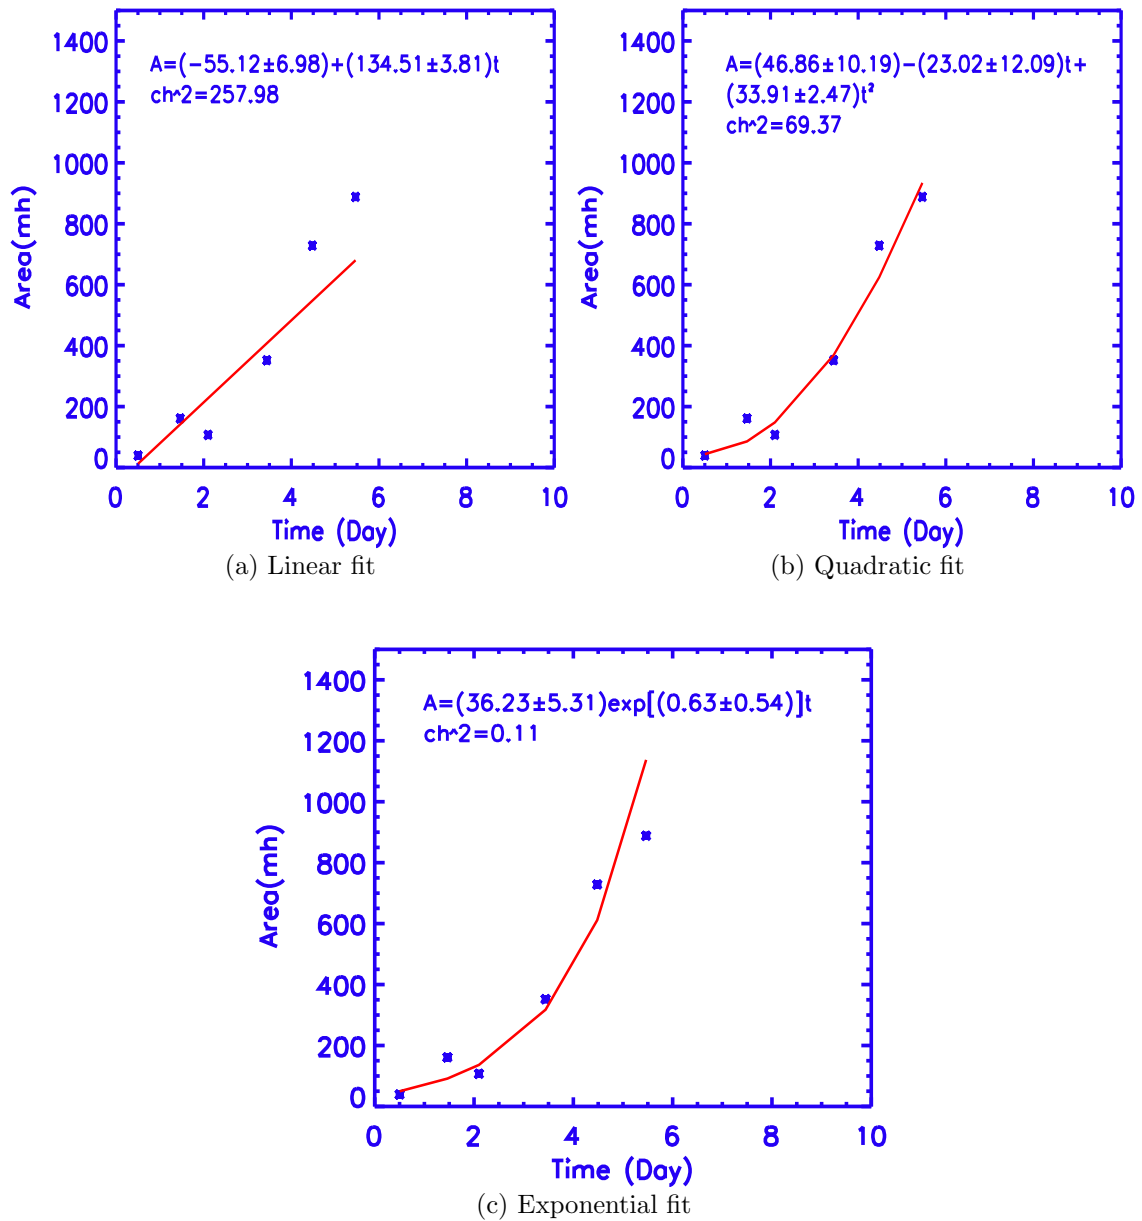 1400
1200
1000
800
600
400
200
0
Area(mh)
A=(-55.12±6.98)+(134.51±3.81)t
ch^2=257.98
0 2 4 6 8 10
Time (Day)
(a) Linear fit
1400
1200
1000
800
600
400
200
0
Area(mh)
A=(46.86±10.19)-(23.02±12.09)t+
(33.91±2.47)t²
ch^2=69.37
0 2 4 6 8 10
Time (Day)
(b) Quadratic fit
1400
1200
1000
800
600
400
200
0
Area(mh)
A=(36.23±5.31)exp[(0.63±0.54)]t
ch^2=0.11
0 2 4 6 8 10
Time (Day)
(c) Exponential fit